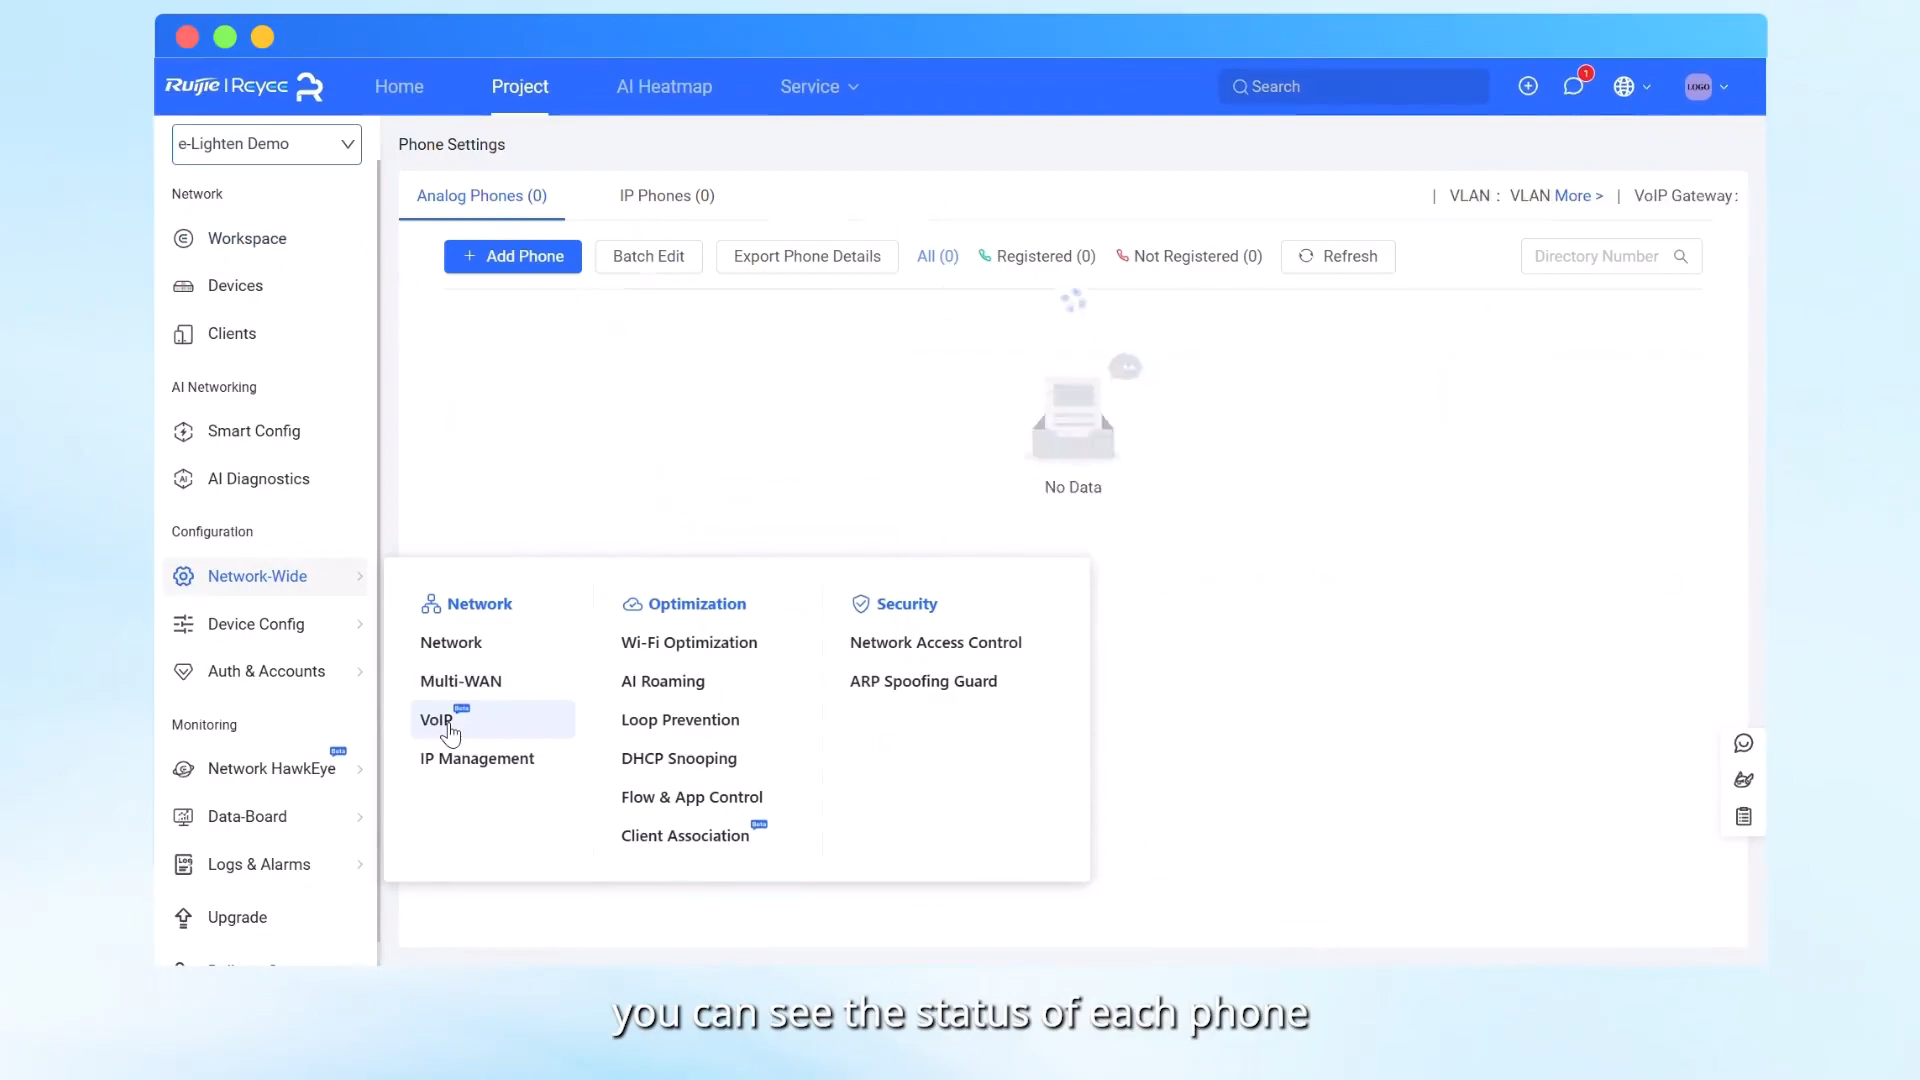 Ruijie | Reyee
Home
Project
AI Heatmap
Service
Search
1
LOGO
e-Lighten Demo
Network
Workspace
Devices
Clients
AI Networking
Smart Config
AI Diagnostics
Configuration
Network-Wide
Device Config
Auth & Accounts
Monitoring
Beta
Network HawkEye
Data-Board
Logs & Alarms
Upgrade
Phone Settings
Analog Phones (0)
IP Phones (0)
| VLAN : VLAN More > | VoIP Gateway:
+ Add Phone
Batch Edit
Export Phone Details
All (0)
Registered (0)
Not Registered (0)
Refresh
Directory Number
No Data
Network
Network
Multi-WAN
VoIP Beta
IP Management
Optimization
Wi-Fi Optimization
AI Roaming
Loop Prevention
DHCP Snooping
Flow & App Control
Client Association Beta
Security
Network Access Control
ARP Spoofing Guard
you can see the status of each phone